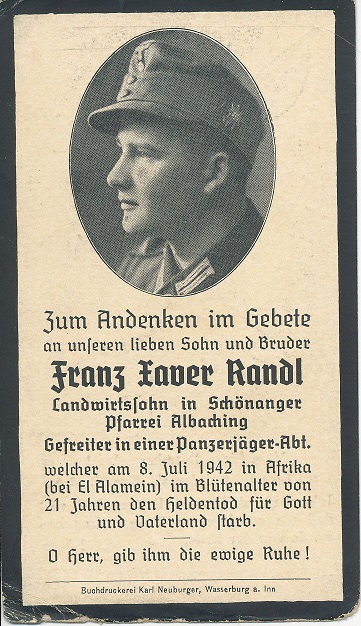 Zum Andenken im Gebete
an unseren lieben Sohn und Bruder
Franz Xaver Randl
Landwirtssohn in Schönanger
Pfarrei Albaching
Gefreiter in einer Panzerjäger-Abt.
welcher am 8. Juli 1942 in Afrika
(bei El Alamein) im Blütenalter von
21 Jahren den Heldentod für Gott
und Vaterland starb.
O Herr, gib ihm die ewige Ruhe!
Buchdruckerei Karl Neuburger, Wasserburg a. Inn